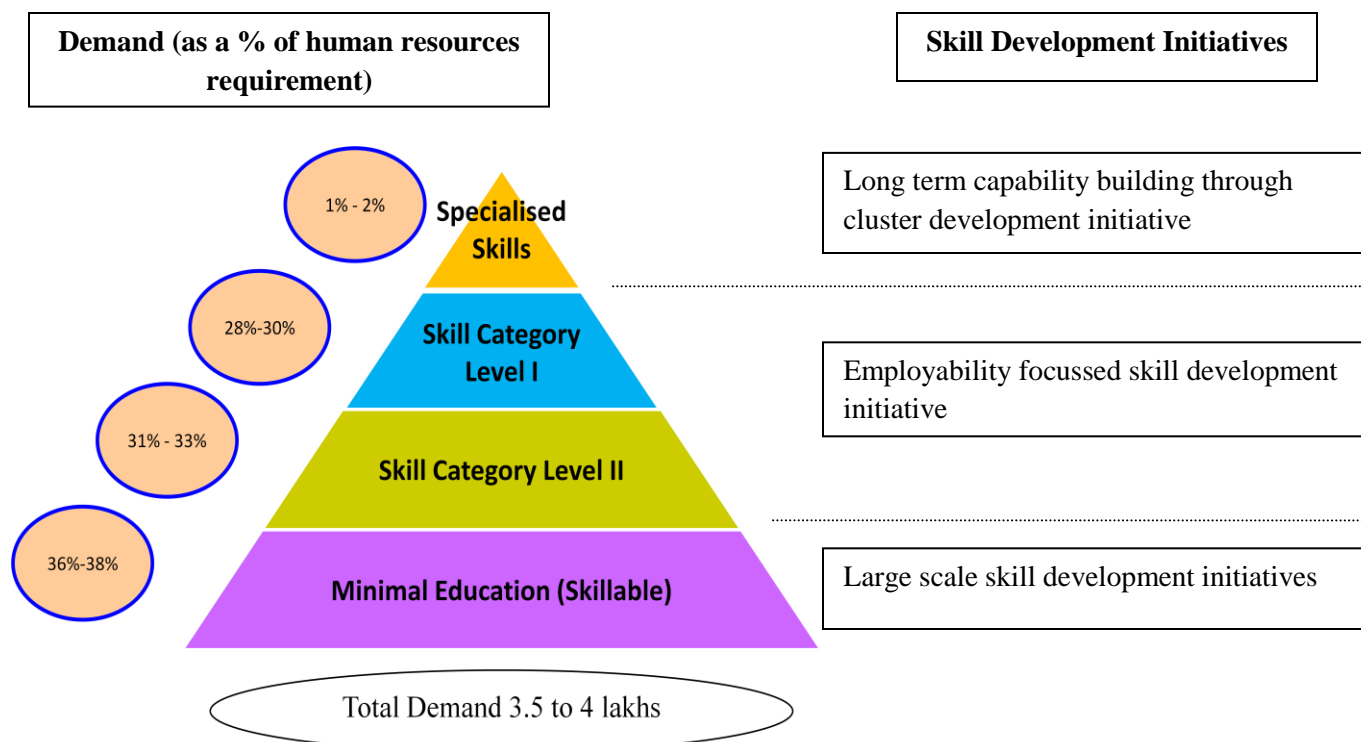 Demand (as a % of human resources
requirement)
Skill Development Initiatives
1% - 2%
Specialised
Skills
Long term capability building through
cluster development initiative
28%-30%
Skill Category
Level I
Employability focussed skill development
initiative
31% - 33%
Skill Category Level II
36%-38%
Minimal Education (Skillable)
Large scale skill development initiatives
Total Demand 3.5 to 4 lakhs